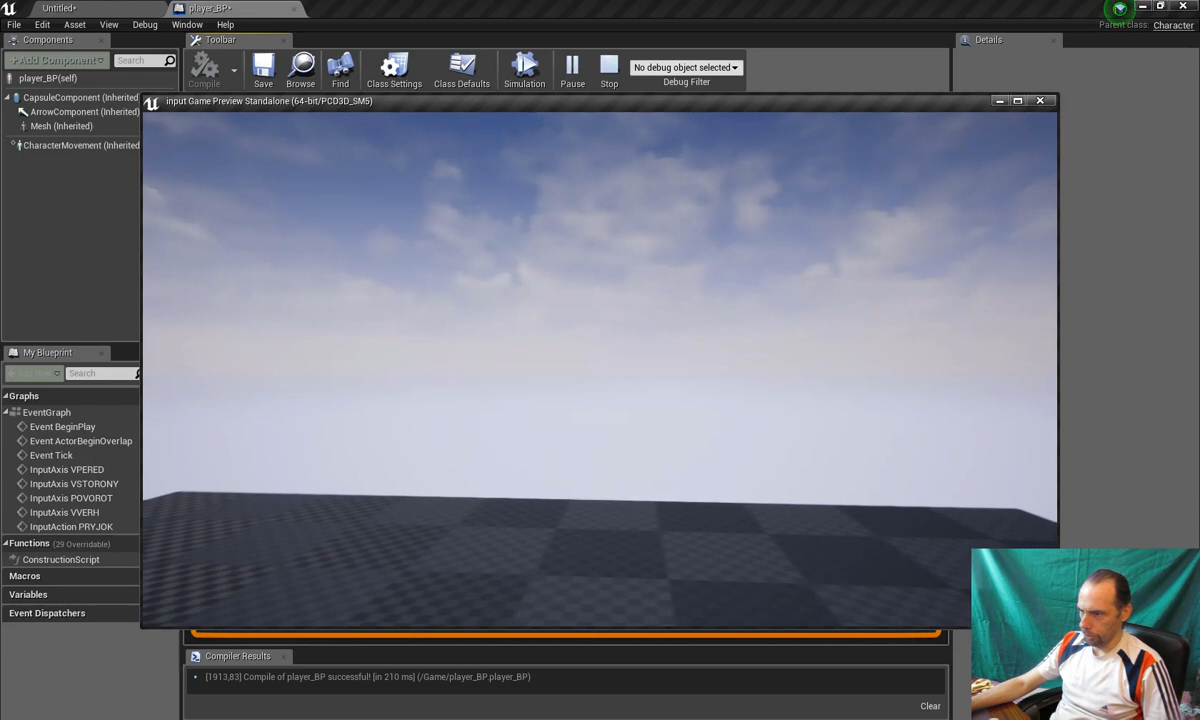 Untitled*
player_BP*
File Edit Asset View Debug Window Help
Parent class: Character
Components
Toolbar
Details
+Add Component
Search
player_BP(self)
CapsuleComponent (Inherited)
ArrowComponent (Inherited)
Mesh (Inherited)
CharacterMovement (Inherited
Compile
Save
Browse
Find
Class Settings
Class Defaults
Simulation
Pause
Stop
No debug object selected
Debug Filter
input Game Preview Standalone (64-bit/PCD3D_SM5)
My Blueprint
Search
Graphs
EventGraph
Event BeginPlay
Event ActorBeginOverlap
Event Tick
InputAxis VPERED
InputAxis VSTORONY
InputAxis POVOROT
InputAxis VVERH
InputAction PRYJOK
Functions (29 Overridable)
ConstructionScript
Macros
Variables
Event Dispatchers
Compiler Results
[1913,83] Compile of player_BP successful! [in 210 ms] (/Game/player_BP.player_BP)
Clear